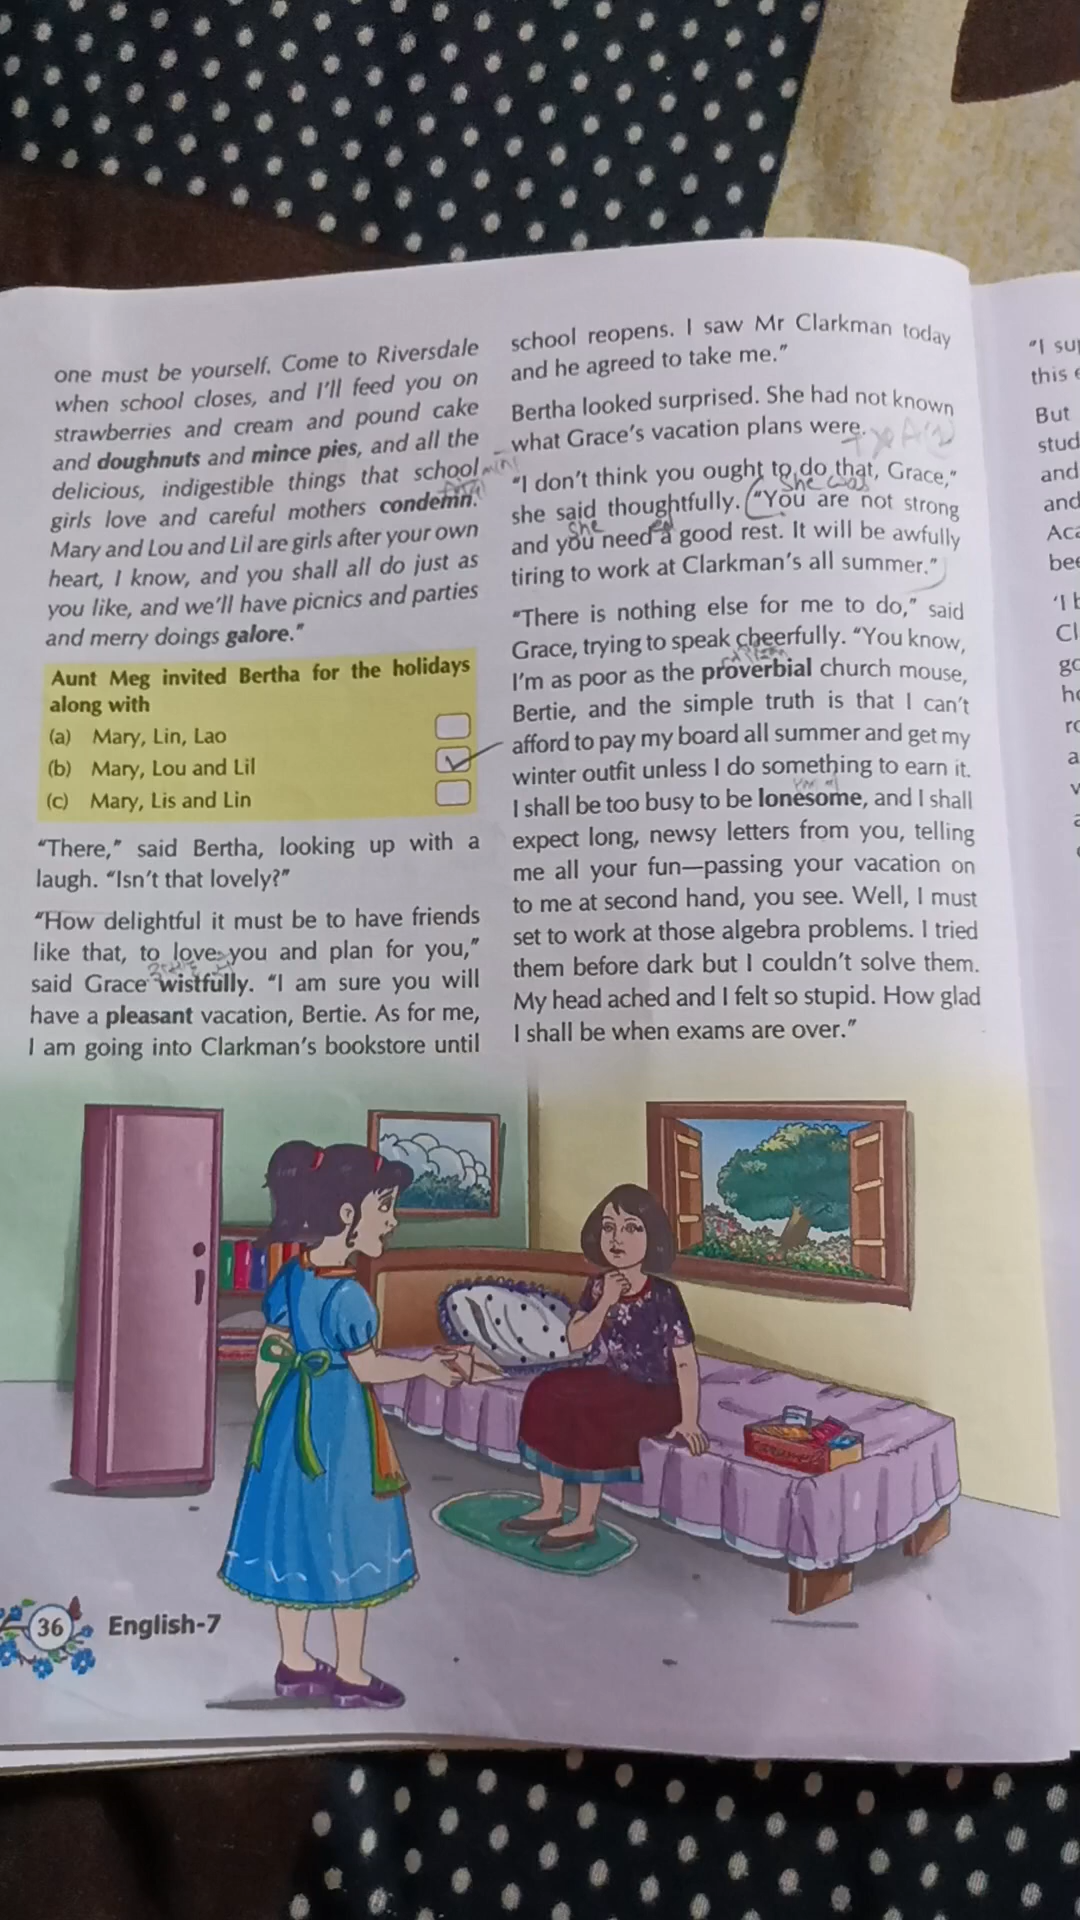 one must be yourself. Come to Riversdale
when school closes, and I'll feed you on
strawberries and cream and pound cake
and doughnuts and mince pies, and all the
delicious, indigestible things that school
girls love and careful mothers condemn.
Mary and Lou and Lil are girls after your own
heart, I know, and you shall all do just as
you like, and we'll have picnics and parties
and merry doings galore."
Aunt Meg invited Bertha for the holidays
along with
(a) Mary, Lin, Lao
(b) Mary, Lou and Lil
(c) Mary, Lis and Lin
"There," said Bertha, looking up with a
laugh. "Isn't that lovely?"
"How delightful it must be to have friends
like that, to love you and plan for you,"
said Grace wistfully. "I am sure you will
have a pleasant vacation, Bertie. As for me,
I am going into Clarkman's bookstore until
school reopens. I saw Mr Clarkman today
and he agreed to take me."
Bertha looked surprised. She had not known
what Grace's vacation plans were.
"I don't think you ought to do that, Grace,"
she was
she said thoughtfully. "You are not strong
she ed
and you need a good rest. It will be awfully
tiring to work at Clarkman's all summer."
"There is nothing else for me to do," said
Grace, trying to speak cheerfully. "You know,
I'm as poor as the proverbial church mouse,
Bertie, and the simple truth is that I can't
afford to pay my board all summer and get my
winter outfit unless I do something to earn it.
I shall be too busy to be lonesome, and I shall
expect long, newsy letters from you, telling
me all your fun—passing your vacation on
to me at second hand, you see. Well, I must
set to work at those algebra problems. I tried
them before dark but I couldn't solve them.
My head ached and I felt so stupid. How glad
I shall be when exams are over."
36 English-7
"I su
this
But
stud
and
and
Aca
bee
'I b
Cl
go